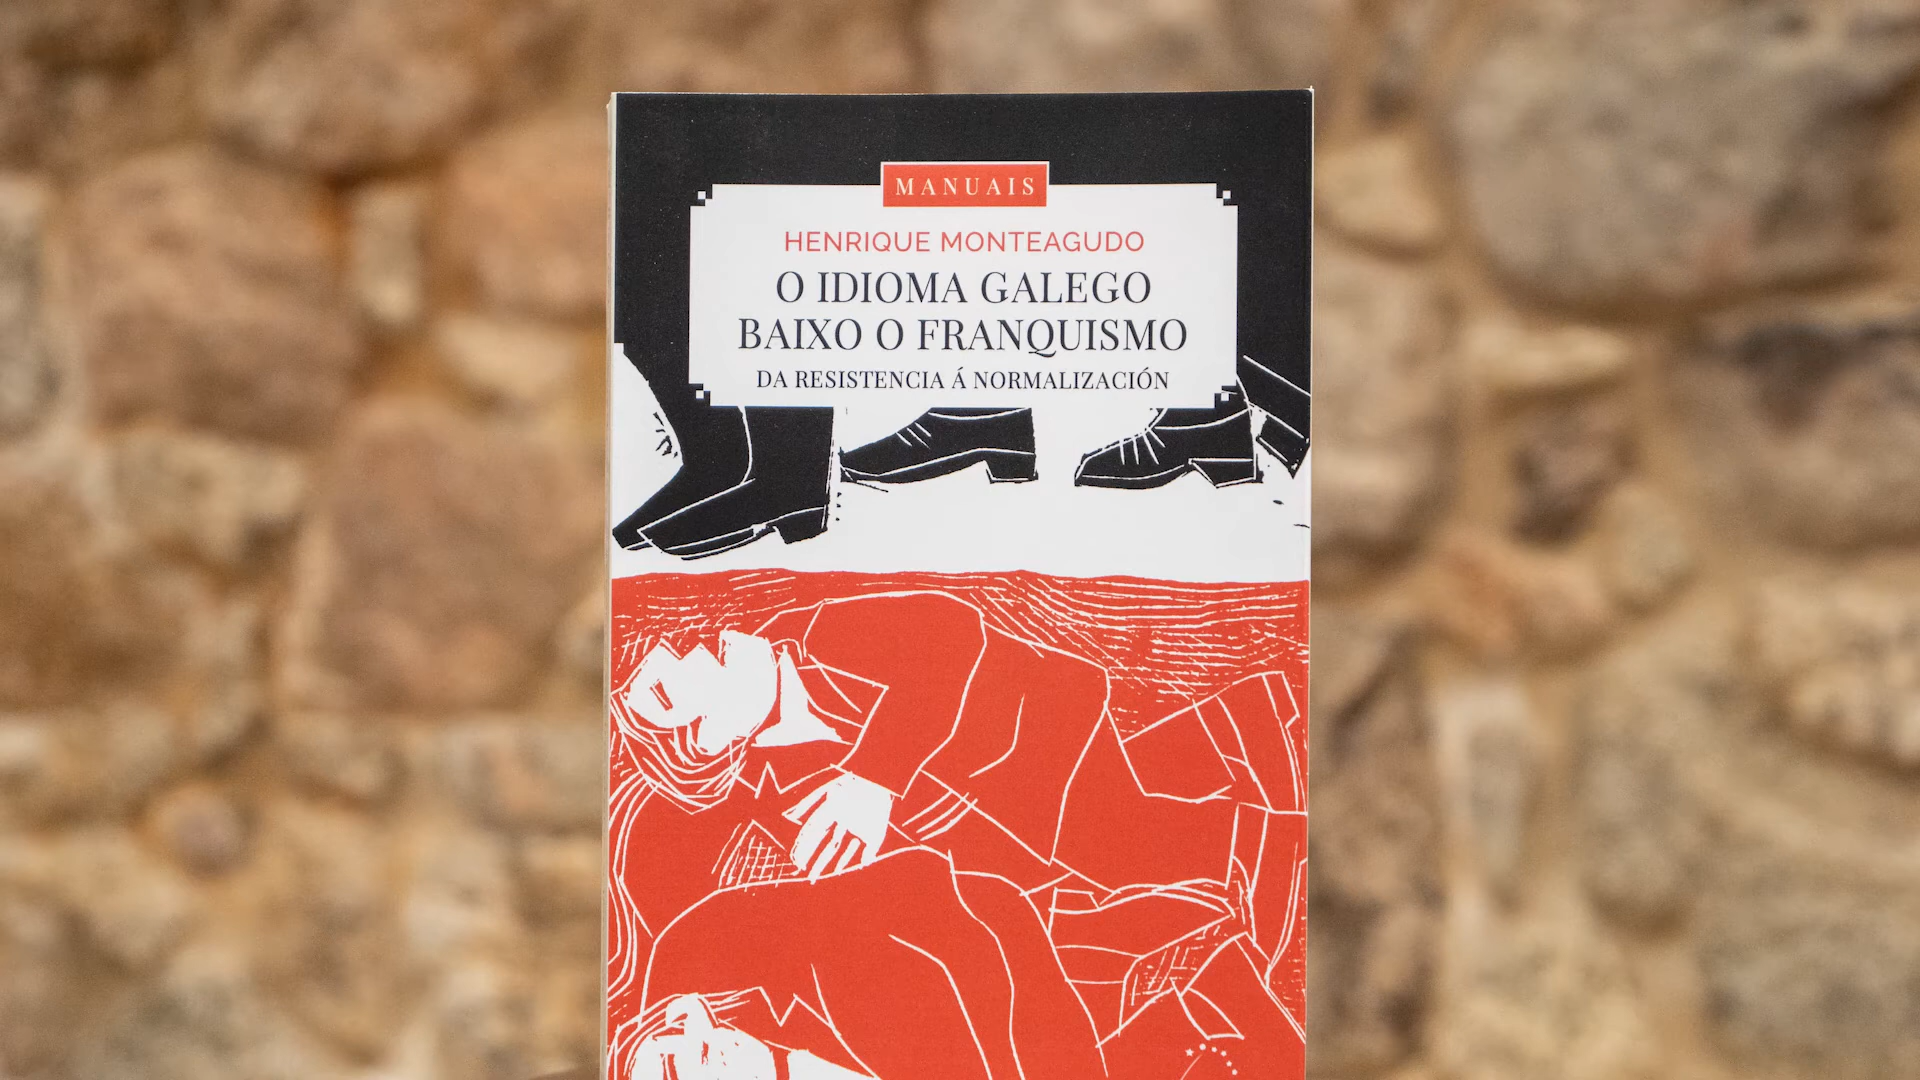 MANUAIS
HENRIQUE MONTEAGUDO
O IDIOMA GALEGO
BAIXO O FRANQUISMO
DA RESISTENCIA Á NORMALIZACIÓN